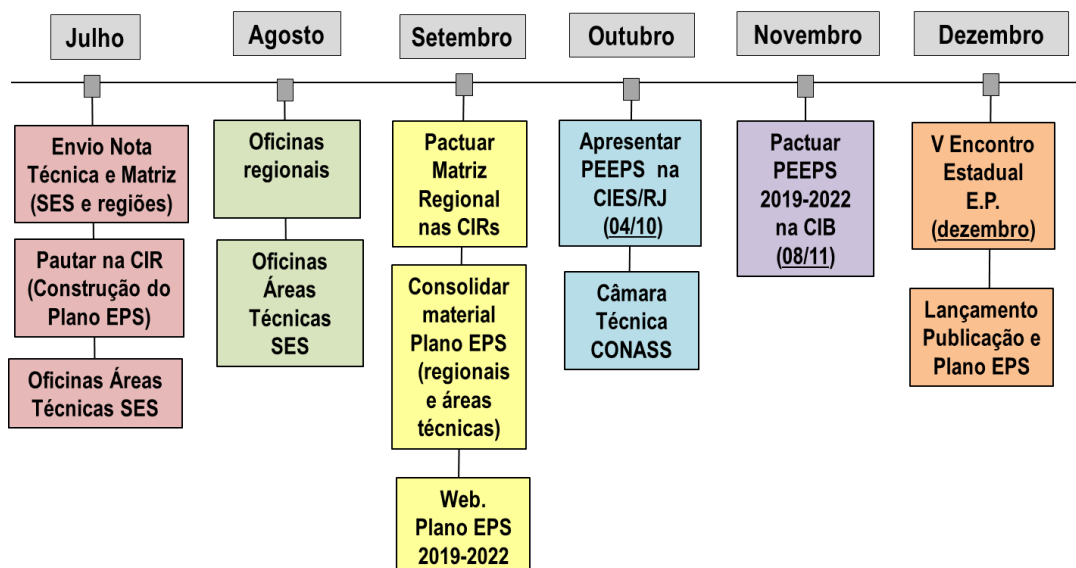 Julho
Agosto
Setembro
Outubro
Novembro
Dezembro
Envio Nota
Técnica e Matriz
(SES e regiões)
Pautar na CIR
(Construção do
Plano EPS)
Oficinas Áreas
Técnicas SES
Oficinas
regionais
Oficinas
Áreas
Técnicas
SES
Pactuar
Matriz
Regional
nas CIRs
Consolidar
material
Plano EPS
(regionais
e áreas
técnicas)
Web.
Plano EPS
2019-2022
Apresentar
PEEPS na
CIES/RJ
(04/10)
Câmara
Técnica
CONASS
Pactuar
PEEPS
2019-2022
na CIB
(08/11)
V Encontro
Estadual
E.P.
(dezembro)
Lançamento
Publicação e
Plano EPS